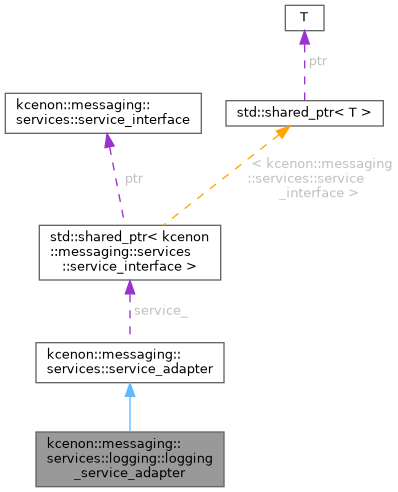 T
ptr
kcenon::messaging::
services::service_interface
std::shared_ptr< T >
ptr
< kcenon::messaging
::services::service
_interface >
std::shared_ptr< kcenon
::messaging::services
::service_interface >
service_
kcenon::messaging::
services::service_adapter
kcenon::messaging::
services::logging::logging
_service_adapter